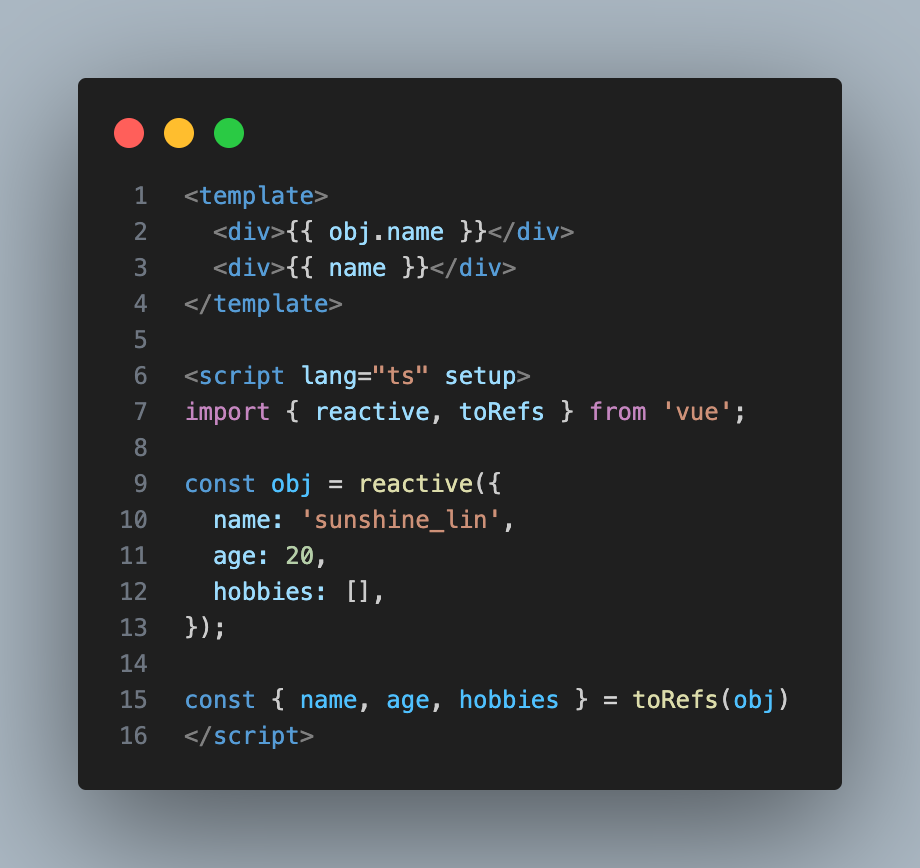 1 <template>
2   <div>{{ obj.name }}</div>
3   <div>{{ name }}</div>
4 </template>
5
6 <script lang="ts" setup>
7 import { reactive, toRefs } from 'vue';
8
9 const obj = reactive({
10   name: 'sunshine_lin',
11   age: 20,
12   hobbies: [],
13 });
14
15 const { name, age, hobbies } = toRefs(obj)
16 </script>